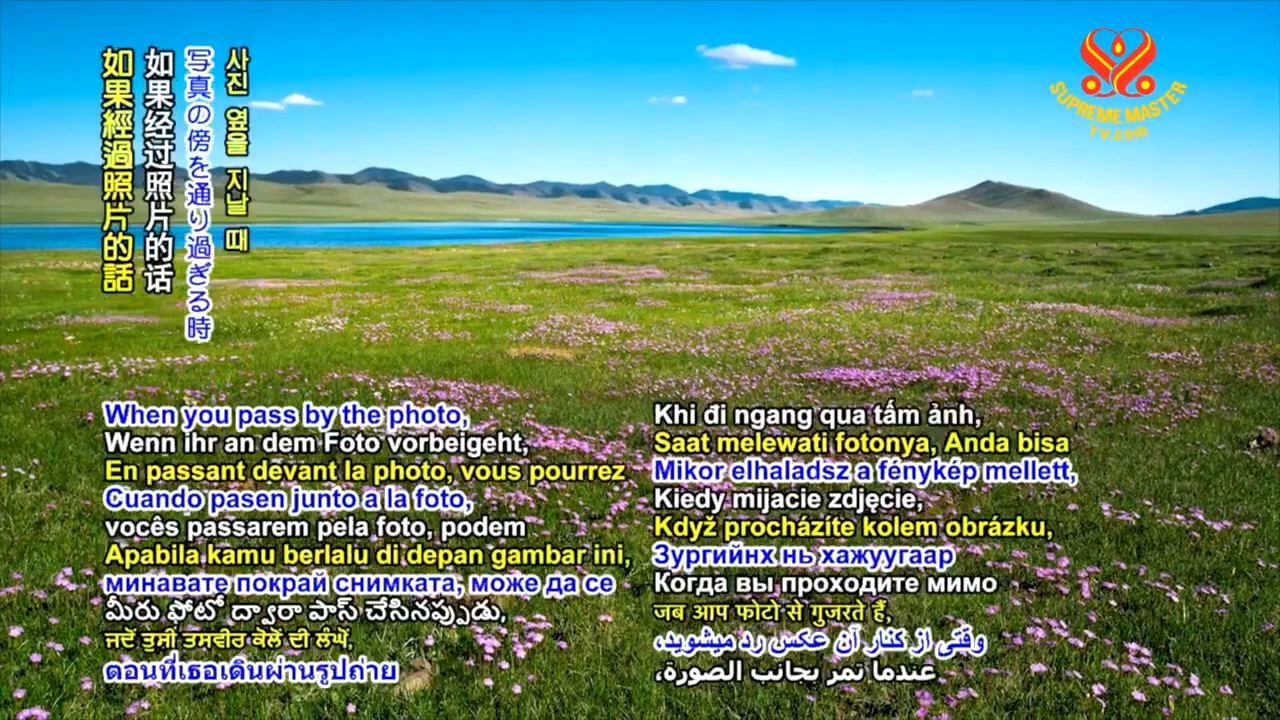 如果經過照片的話
如果经过照片的话
写真の傍を通り過ぎる時
사진 옆을 지날 때
SUPREME MASTER
TV.com
When you pass by the photo,
Wenn ihr an dem Foto vorbeigeht,
En passant devant la photo, vous pourrez
Cuando pasen junto a la foto,
vocês passarem pela foto, podem
Apabila kamu berlalu di depan gambar ini,
минавате покрай снимката, може да се
మీరు ఫోటో ద్వారా పాస్ చేసినప్పుడు,
ਜਦੋਂ ਤੁਸੀਂ ਤਸਵੀਰ ਕੋਲੋਂ ਦੀ ਲੰਘੋਂ,
ตอนที่เธอเดินผ่านรูปถ่าย
Khi đi ngang qua tấm ảnh,
Saat melewati fotonya, Anda bisa
Mikor elhaladsz a fénykép mellett,
Kiedy mijacie zdjęcie,
Když procházíte kolem obrázku,
Зургийнх нь хажуугаар
Когда вы проходите мимо
जब आप फोटो से गुजरते हैं,
وقتی از کنار آن عکس رد میشوید،
عندما تمر بجانب الصورة،